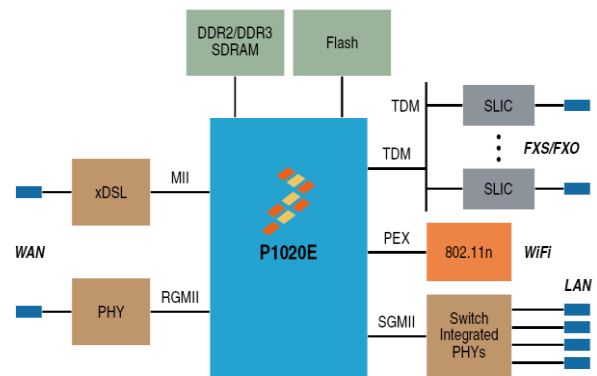 DDR2/DDR3
SDRAM
Flash
TDM
SLIC
FXS/FXO
TDM
SLIC
xDSL
MII
P1020E
WAN
PEX
802.11n
WiFi
PHY
RGMII
SGMII
Switch
Integrated
PHYs
LAN